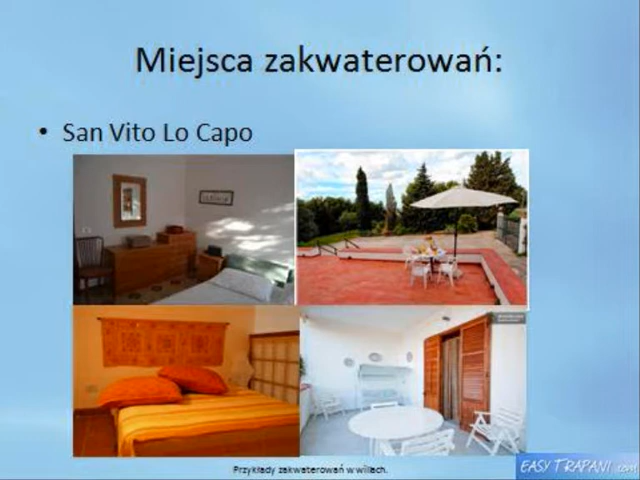 Miejsca zakwaterowań:
• San Vito Lo Capo
Przykłady zakwaterowań w willach.
EASY TRAPANI .com